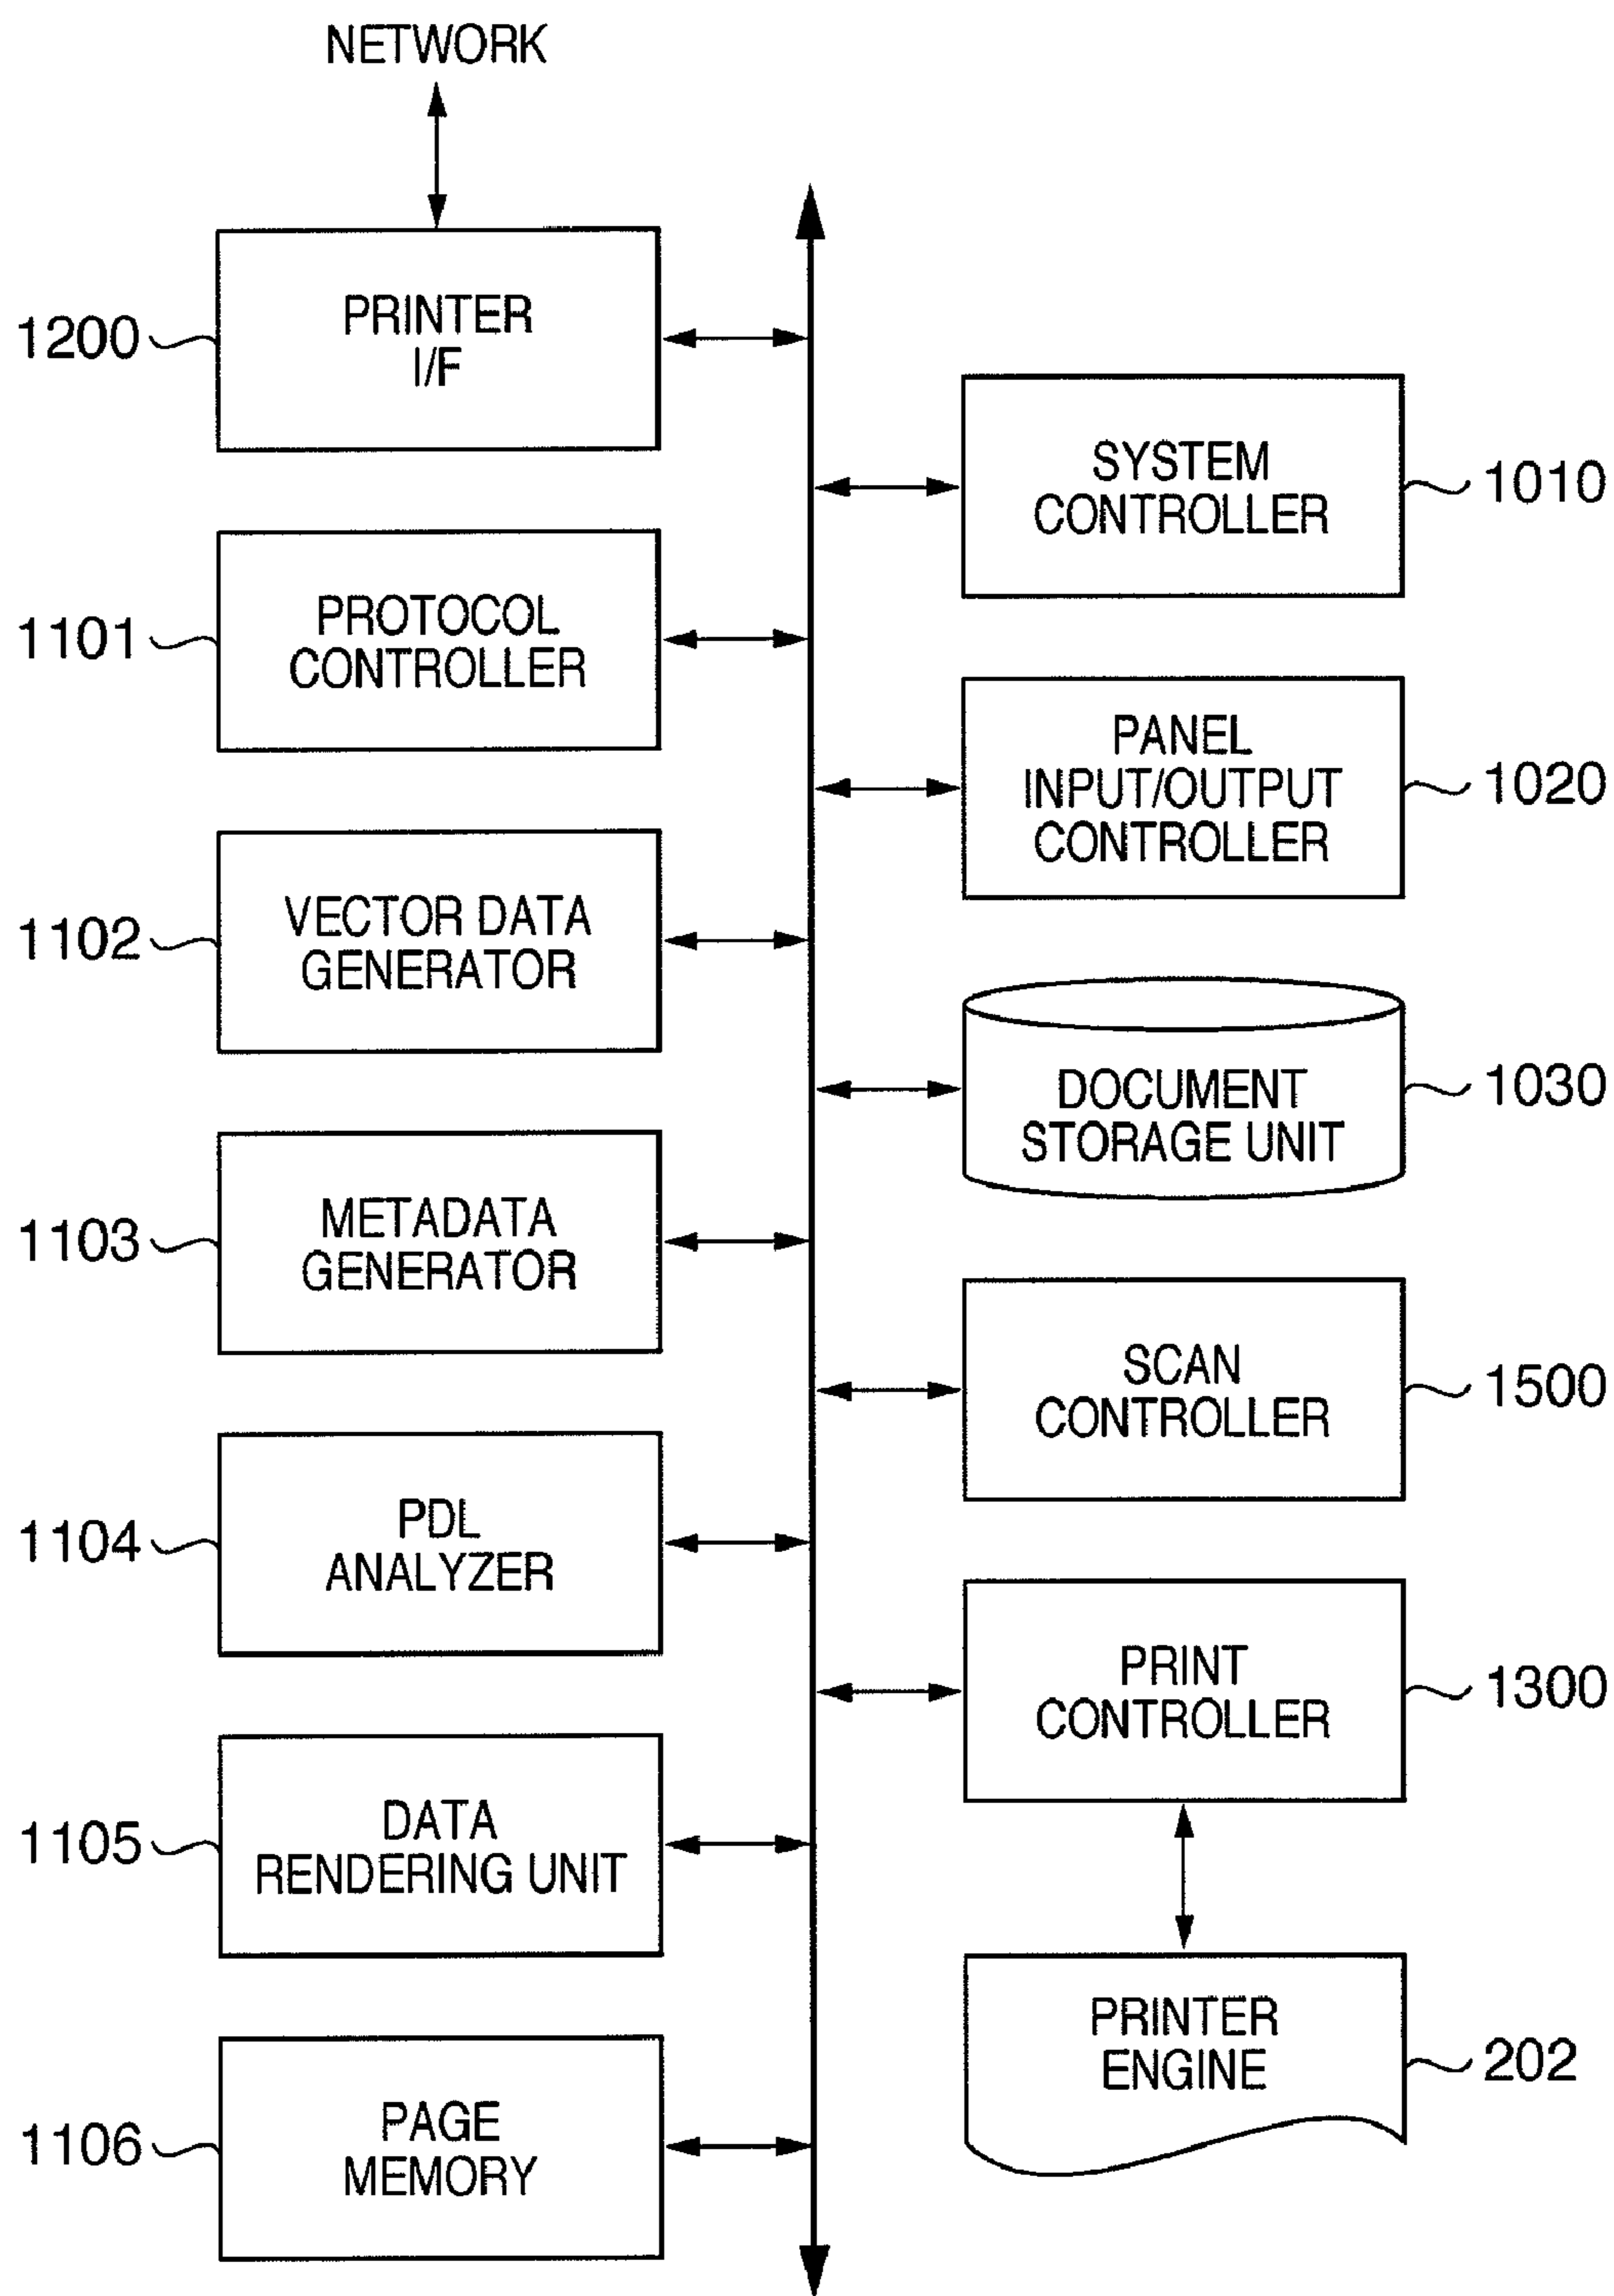 NETWORK
1200
PRINTER
I/F
1101
PROTOCOL
CONTROLLER
1102
VECTOR DATA
GENERATOR
1103
METADATA
GENERATOR
1104
PDL
ANALYZER
1105
DATA
RENDERING UNIT
1106
PAGE
MEMORY
SYSTEM
CONTROLLER
1010
PANEL
INPUT/OUTPUT
CONTROLLER
1020
DOCUMENT
STORAGE UNIT
1030
SCAN
CONTROLLER
1500
PRINT
CONTROLLER
1300
PRINTER
ENGINE
202